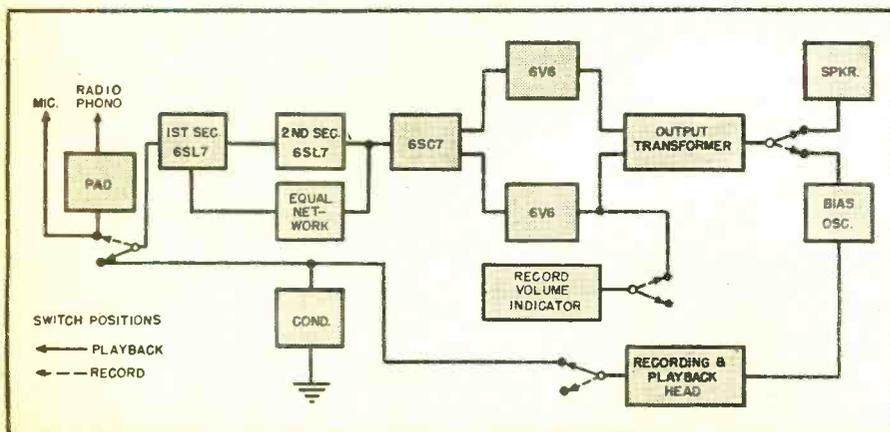 MIC.
RADIO
PHONO
PAD
1ST SEC.
6SL7
2ND SEC.
6SL7
EQUAL
NET-
WORK
6SC7
6V6
6V6
OUTPUT
TRANSFORMER
SPKR.
BIAS
OSC.
RECORD
VOLUME
INDICATOR
COND.
RECORDING &
PLAYBACK
HEAD
SWITCH POSITIONS
PLAYBACK
RECORD